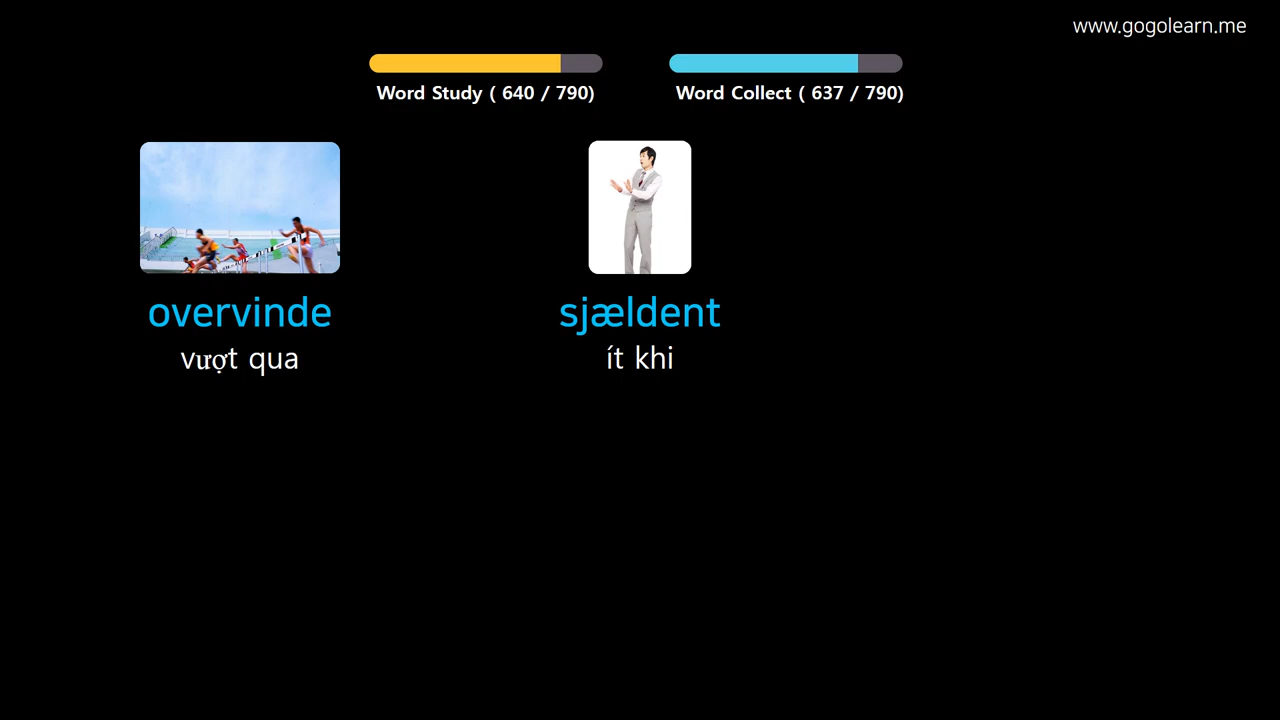 www.gogolearn.me
Word Study ( 640 / 790)
Word Collect ( 637 / 790)
overvinde
vượt qua
sjældent
ít khi